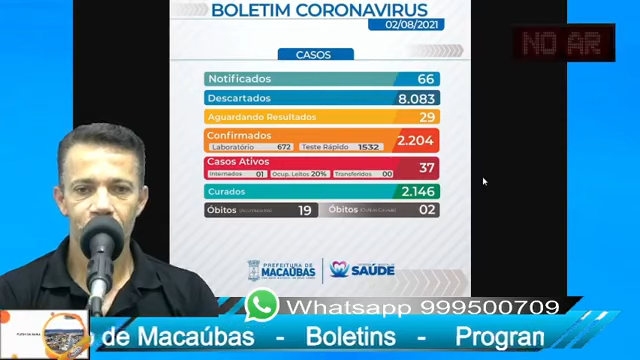 BOLETIM CORONAVIRUS
02/08/2021
NO AR
CASOS
Notificados 66
Descartados 8.083
Aguardando Resultados 29
Confirmados 2.204
Laboratório 672 Teste Rápido 1532
Casos Ativos 37
Internados 01 Ocup. Leitos 20% Transferidos 00
Curados 2.146
Óbitos 19 Óbitos 02
PREFEITURA DE
MACAÚBAS
SAÚDE
Whatsapp 999500709
de Macaúbas - Boletins - Program